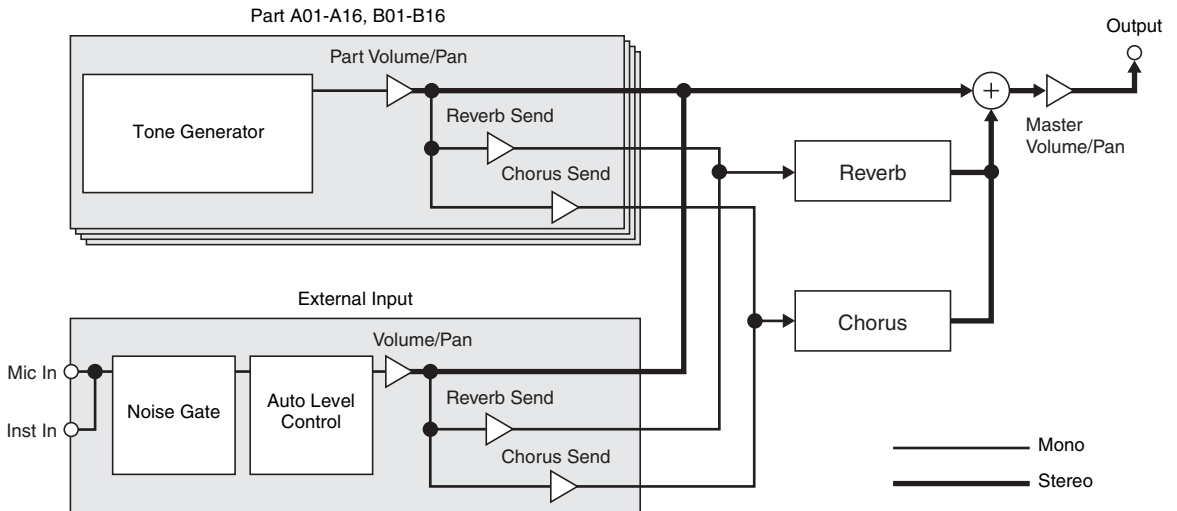 Part A01-A16, B01-B16
Output
Part Volume/Pan
Tone Generator
Reverb Send
Chorus Send
+
Master
Volume/Pan
Reverb
External Input
Chorus
Volume/Pan
Mic In
Inst In
Noise Gate
Auto Level
Control
Reverb Send
Chorus Send
Mono
Stereo